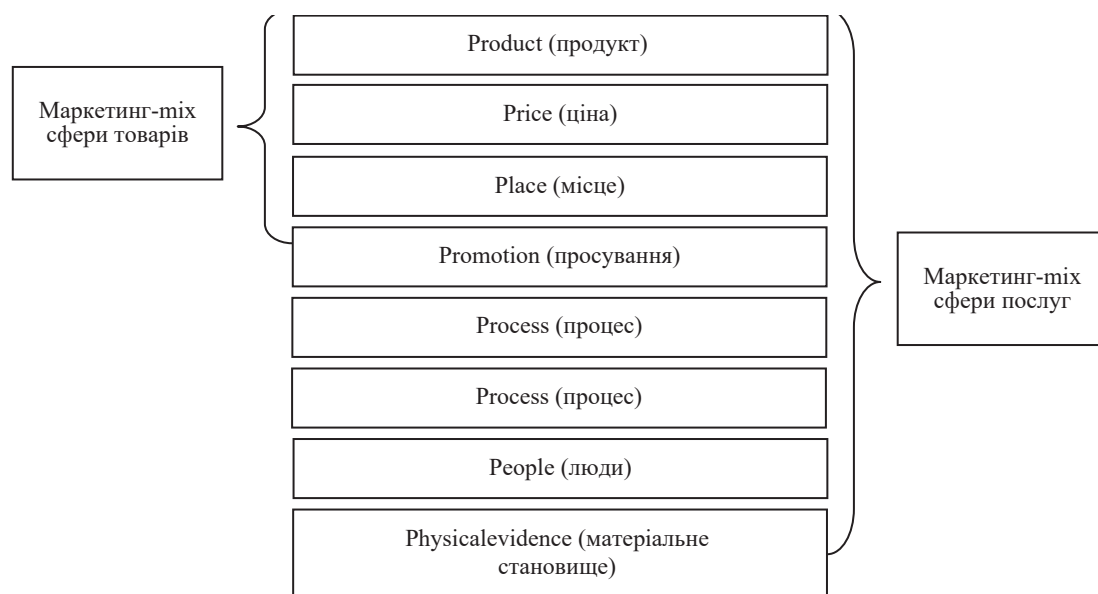 Product (продукт)
Маркетинг-mix
сфери товарів
Price (ціна)
Place (місце)
Promotion (просування)
Маркетинг-mix
сфери послуг
Process (процес)
Process (процес)
People (люди)
Physicalevidence (матеріальне
становище)